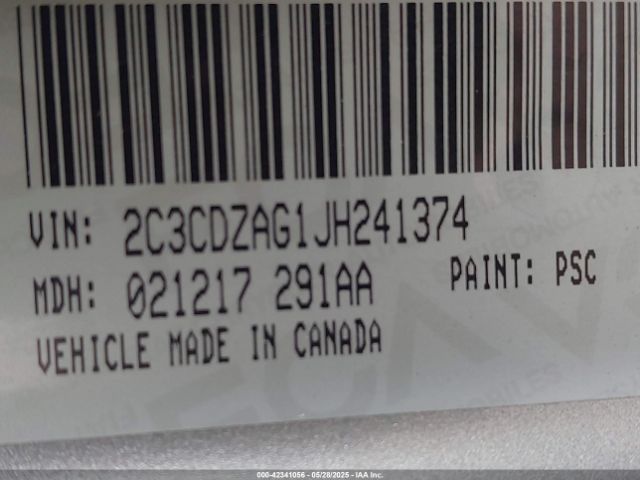 VIN: 2C3CDZAG1JH241374
MDH: 021217 291AA PAINT: PSC
VEHICLE MADE IN CANADA
000-42341056 - 05/28/2025 - IAA Inc.